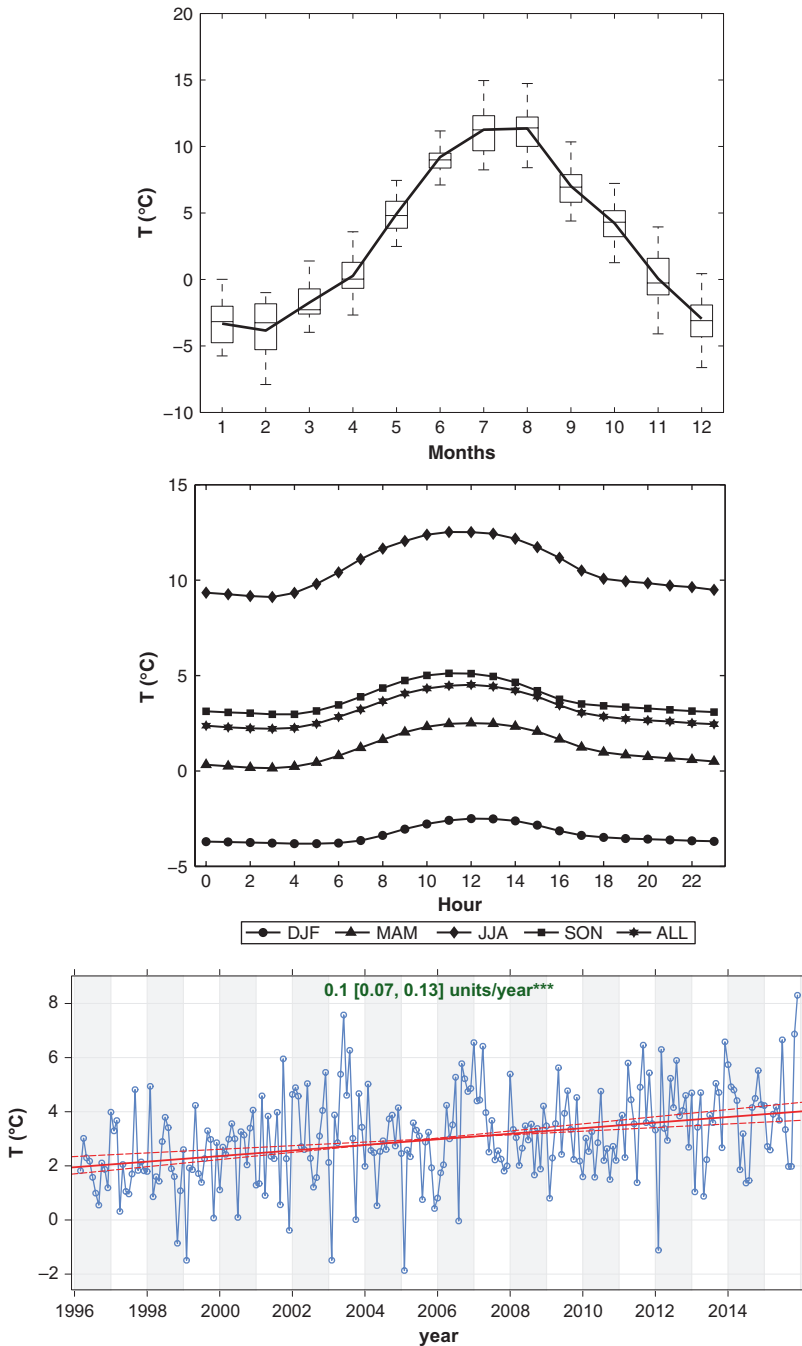 20
15
10
5
0
−5
−10
T (°C)
1 2 3 4 5 6 7 8 9 10 11 12
Months
15
10
5
0
−5
T (°C)
0 2 4 6 8 10 12 14 16 18 20 22
Hour
DJF MAM JJA SON ALL
0.1 [0.07, 0.13] units/year***
8
6
4
2
0
−2
T (°C)
1996 1998 2000 2002 2004 2006 2008 2010 2012 2014
year